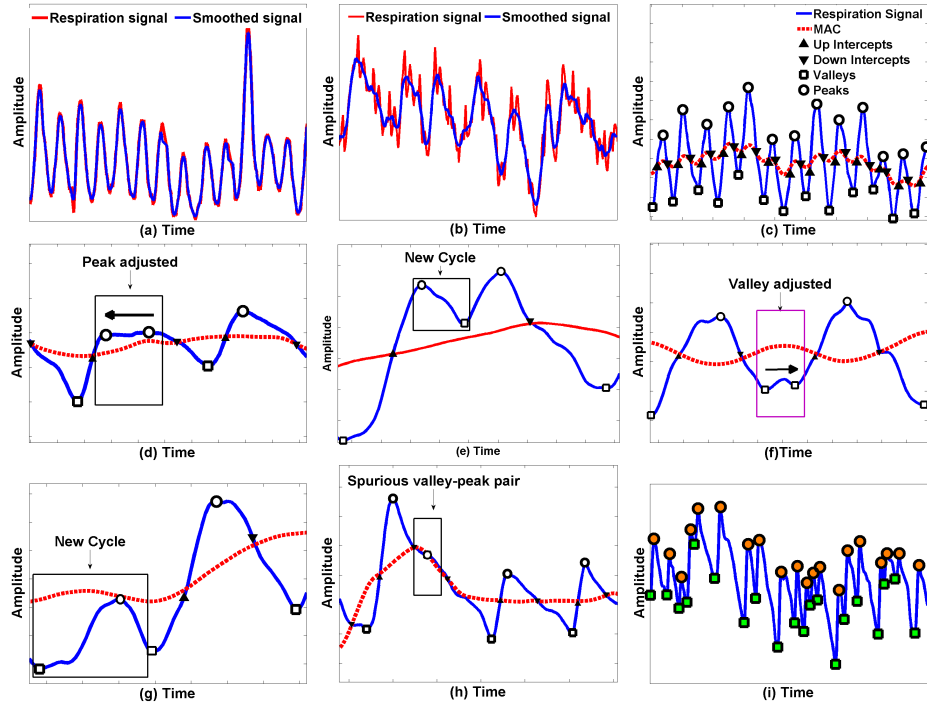 Respiration signal Smoothed signal
Amplitude
(a) Time
Respiration signal Smoothed signal
Amplitude
(b) Time
Respiration Signal
MAC
Up Intercepts
Down Intercepts
Valleys
Peaks
Amplitude
(c) Time
Peak adjusted
Amplitude
(d) Time
New Cycle
Amplitude
(e) Time
Valley adjusted
Amplitude
(f)Time
New Cycle
Amplitude
(g) Time
Spurious valley-peak pair
Amplitude
(h) Time
Amplitude
(i) Time